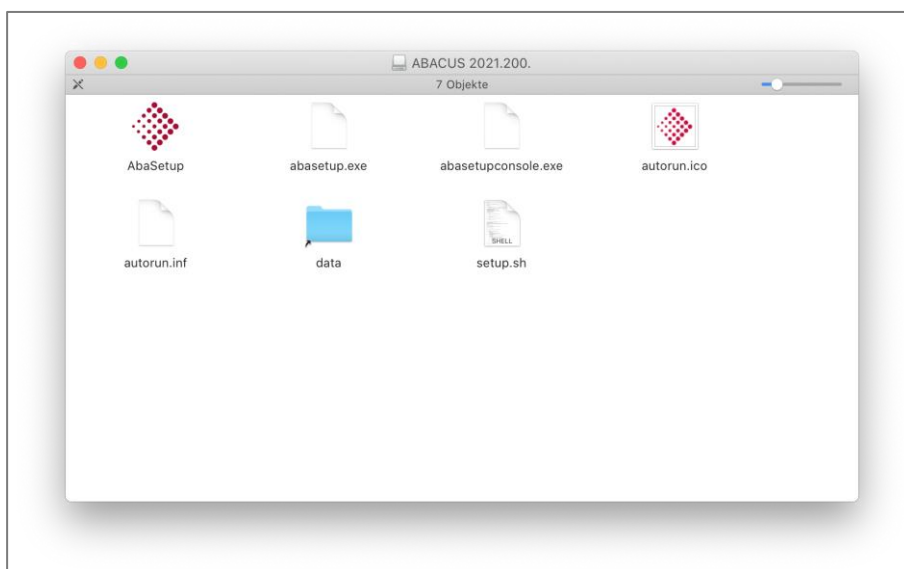 ABACUS 2021.200.
7 Objekte
AbaSetup
abasetup.exe
abasetupconsole.exe
autorun.ico
autorun.inf
data
SHELL
setup.sh